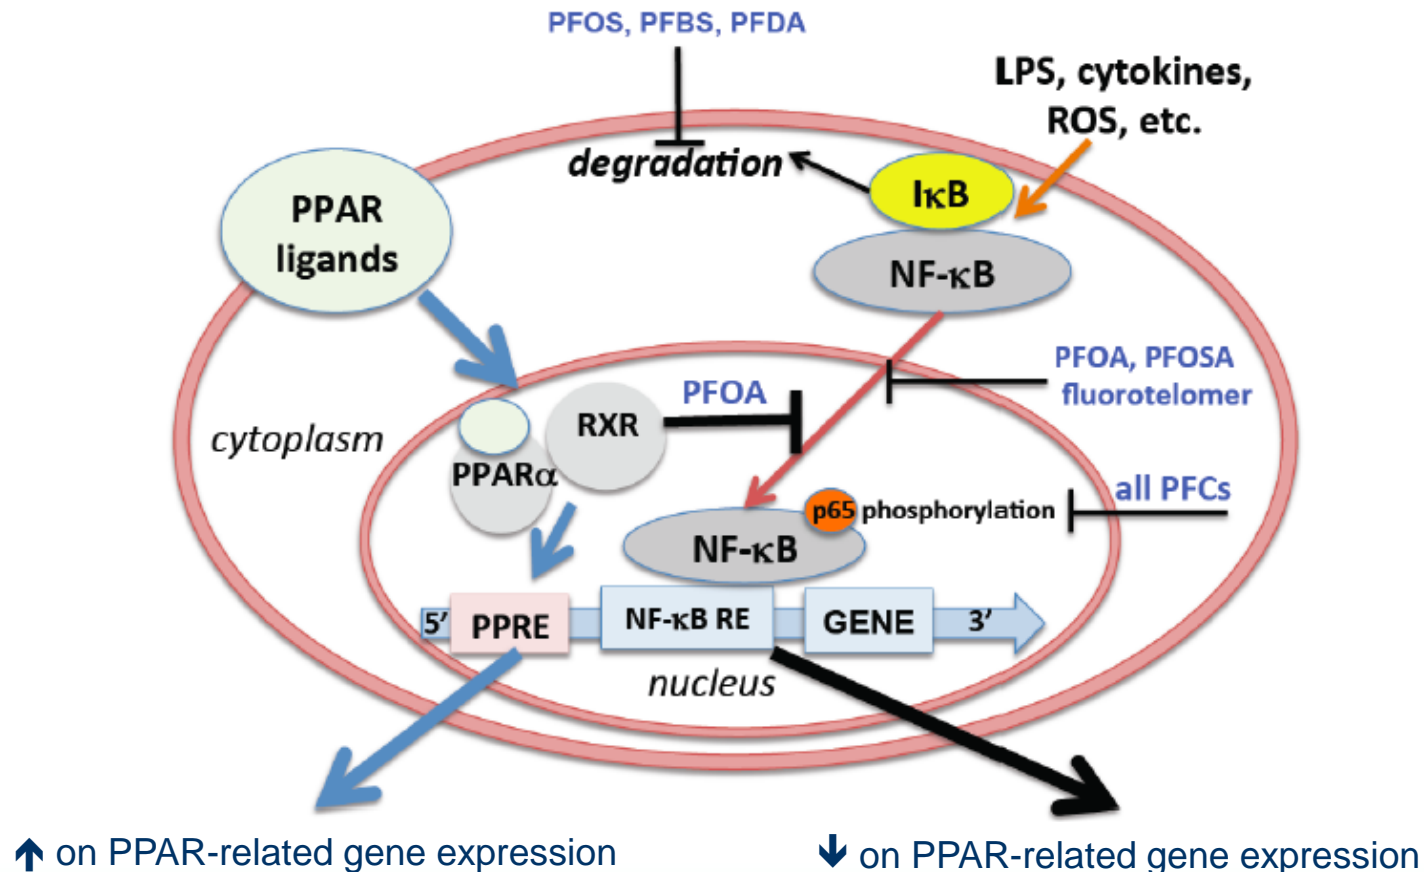 PFOS, PFBS, PFDA
LPS, cytokines,
ROS, etc.
degradation
IκB
PPAR
ligands
NF-κB
PFOA, PFOSA
fluorotelomer
PFOA
RXR
cytoplasm
PPARα
all PFCs
p65 phosphorylation
NF-κB
5’ PPRE NF-κB RE GENE 3’
nucleus
↑ on PPAR-related gene expression
↓ on PPAR-related gene expression